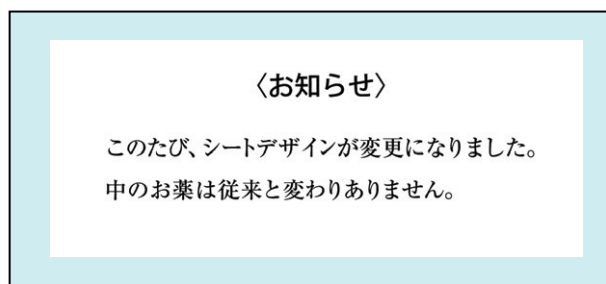 〈お知らせ〉
このたび、シートデザインが変更になりました。
中のお薬は従来と変わりありません。